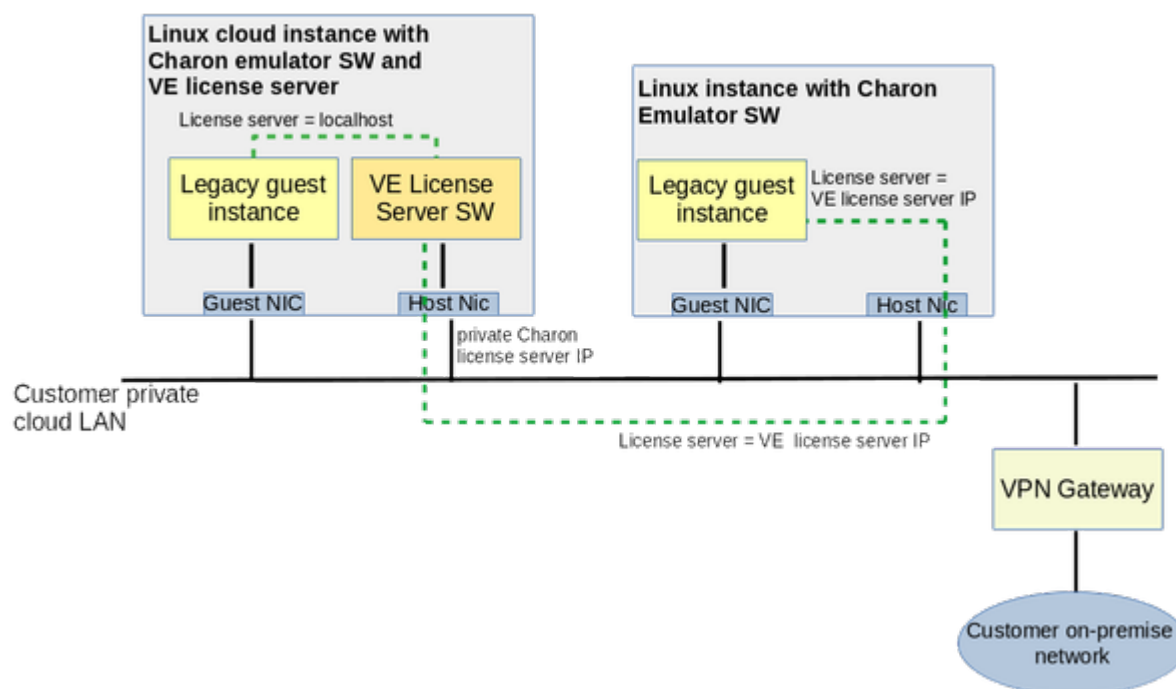 Linux cloud instance with
Charon emulator SW and
VE license server
License server = localhost
Legacy guest
instance
VE License
Server SW
Guest NIC
Host Nic
private Charon
license server IP
Linux instance with Charon
Emulator SW
Legacy guest
instance
License server =
VE license server IP
Guest NIC
Host Nic
Customer private
cloud LAN
License server = VE license server IP
VPN Gateway
Customer on-premise
network